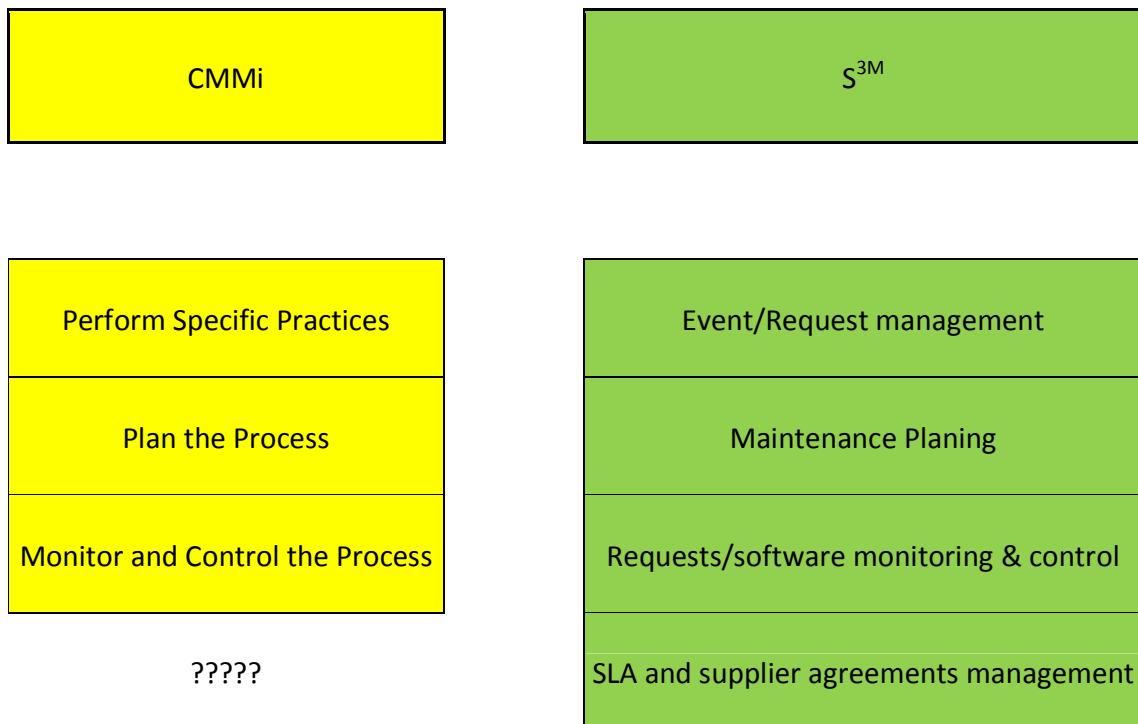 CMMi
S3M
Perform Specific Practices
Event/Request management
Plan the Process
Maintenance Planing
Monitor and Control the Process
Requests/software monitoring & control
?????
SLA and supplier agreements management